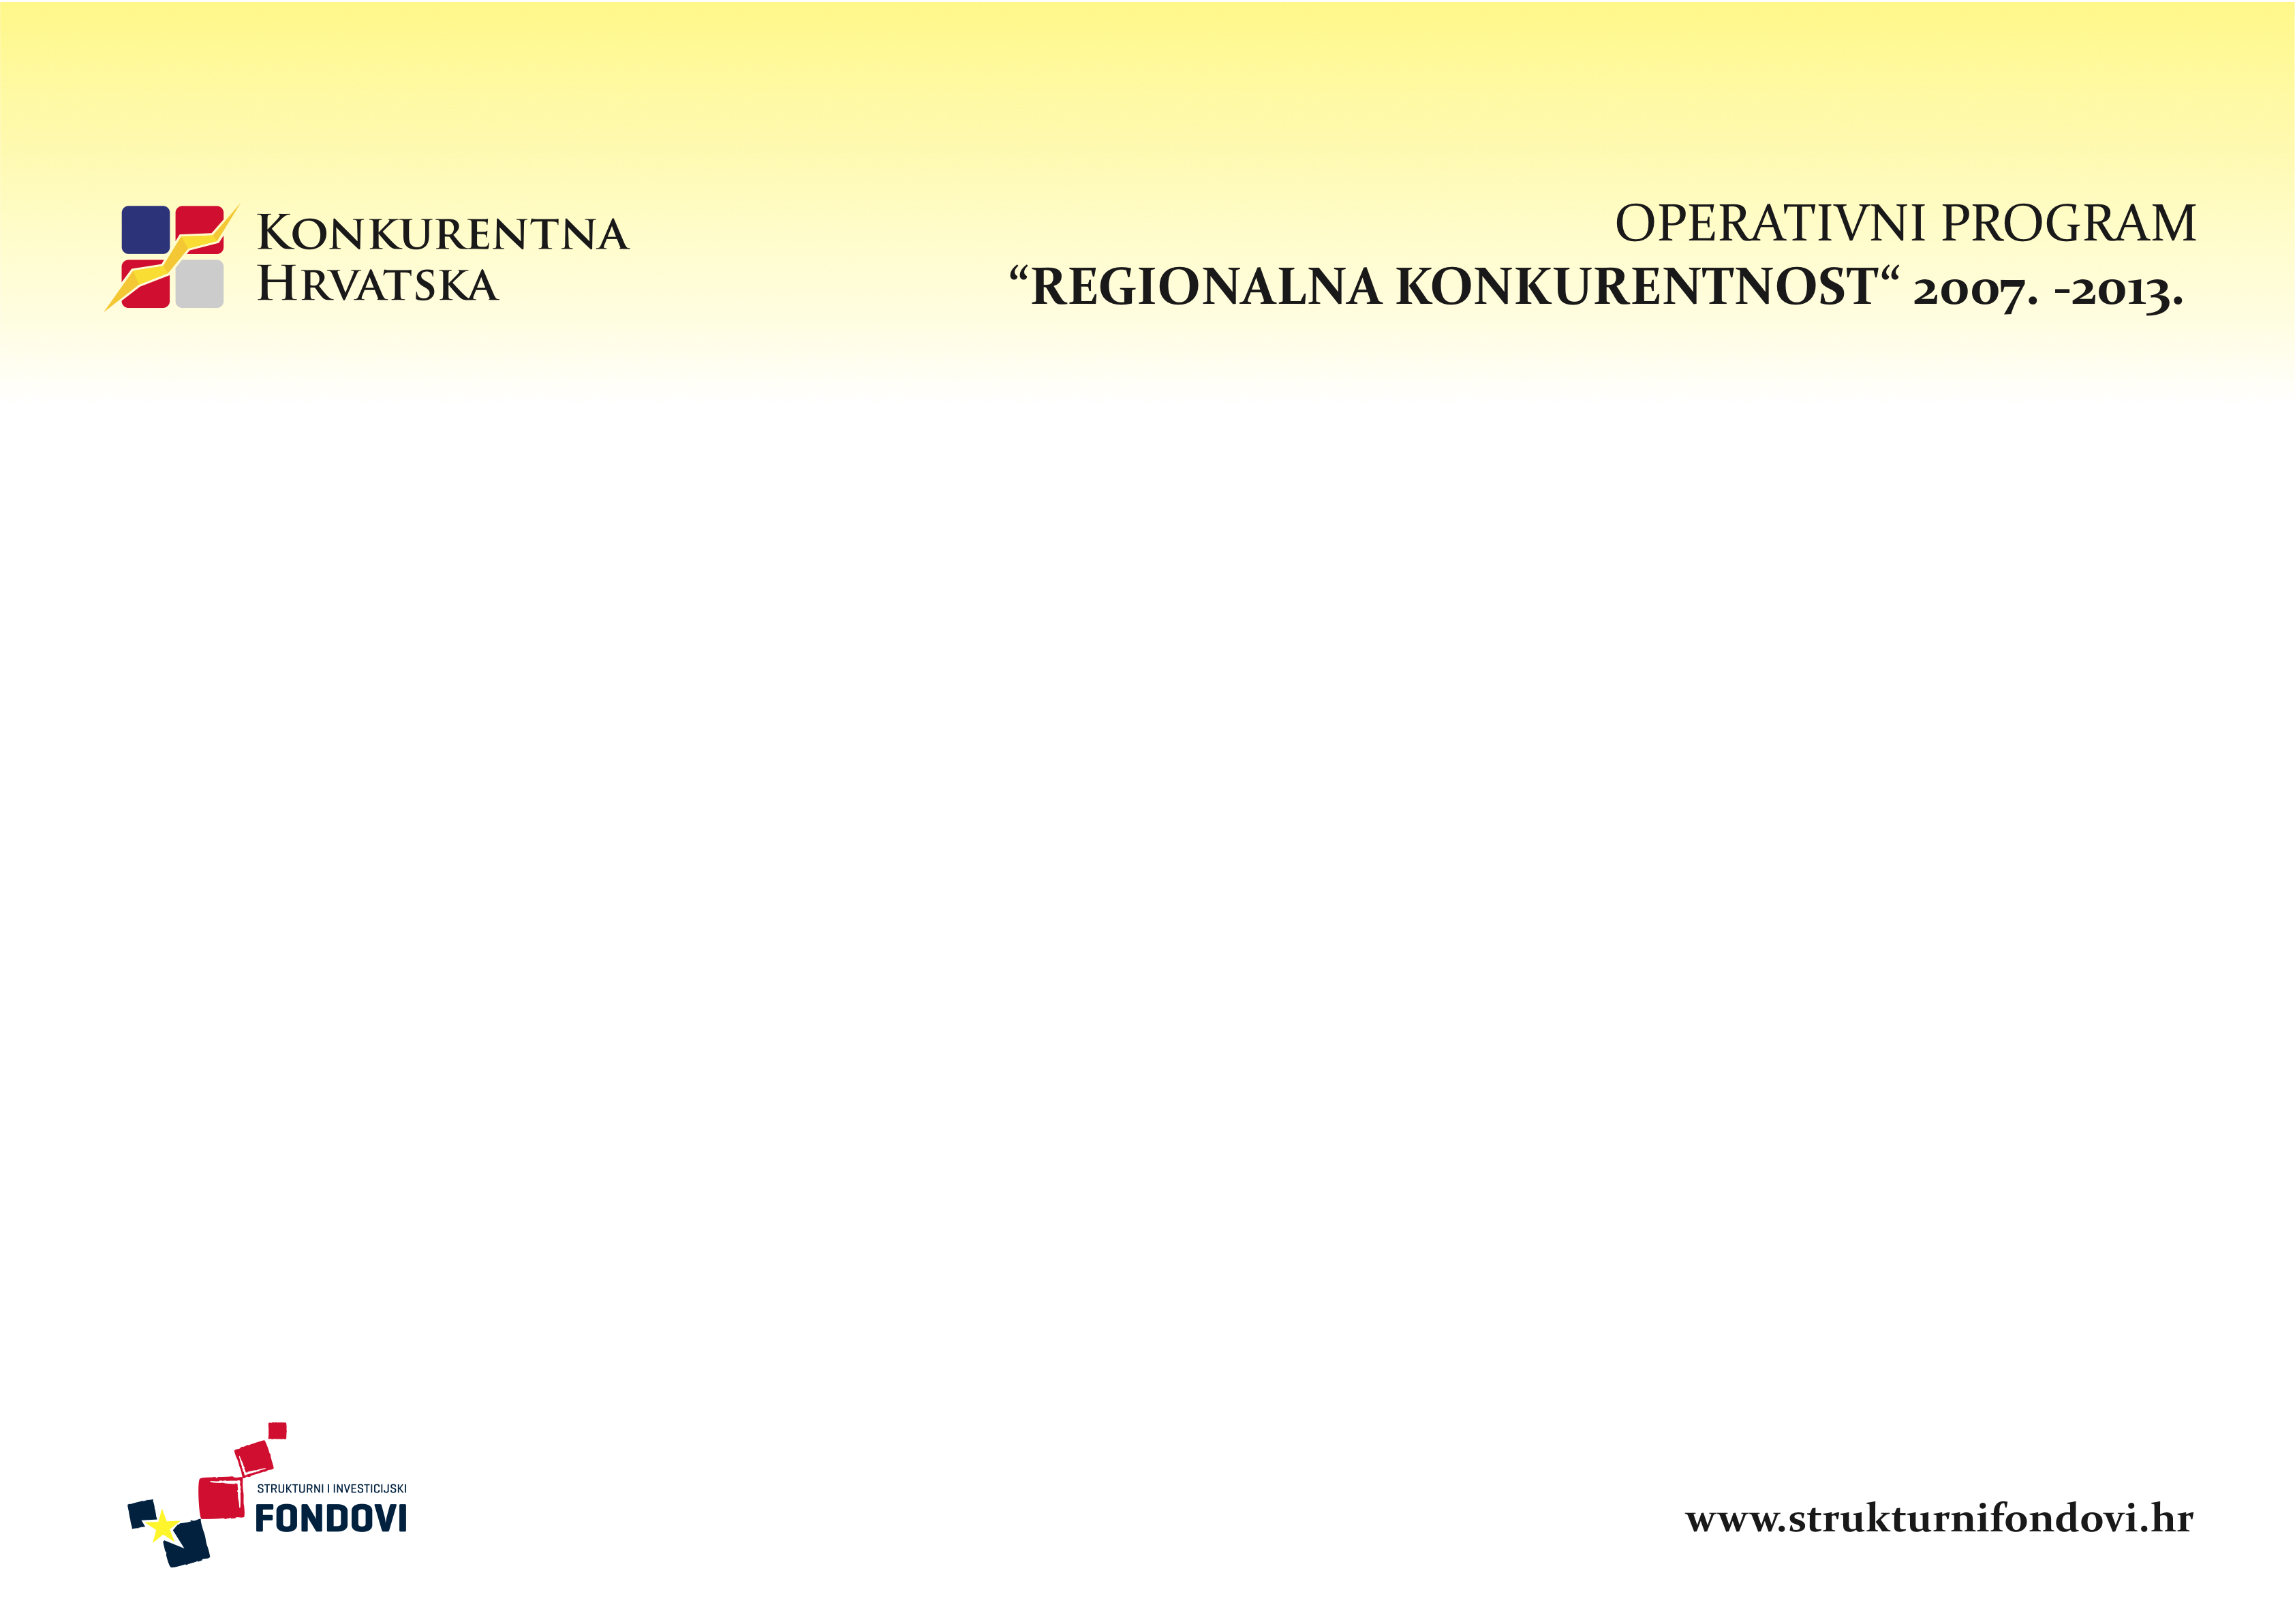 KONKURENTNA
HRVATSKA
OPERATIVNI PROGRAM
“REGIONALNA KONKURENTNOST“ 2007. -2013.
STRUKTURNI I INVESTICIJSKI
FONDOVI
www.strukturnifondovi.hr